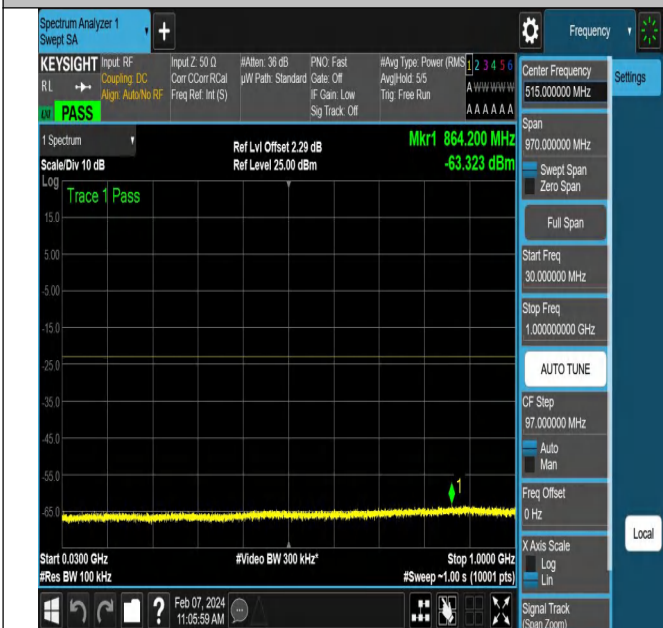 Spectrum Analyzer 1
Swept SA
+
Frequency
KEYSIGHT Input: RF Input Z: 50 Ω #Atten: 36 dB PNO: Fast #Avg Type: Power (RMS 1 2 3 4 5 6
RL Coupling: DC Corr CCorr RCal µW Path: Standard Gate: Off Avg|Hold: 5/5 A W W W W W
Align: Auto/No RF Freq Ref: Int (S) IF Gain: Low Trig: Free Run
LNI PASS Sig Track: Off A A A A A A
1 Spectrum
Scale/Div 10 dB
Ref Lvl Offset 2.29 dB
Ref Level 25.00 dBm
Mkr1 864.200 MHz
-63.323 dBm
Log
Trace 1 Pass
15.0
5.00
-5.00
-15.0
-25.0
-35.0
-45.0
-55.0
-65.0
1
Start 0.0300 GHz #Video BW 300 kHz* Stop 1.0000 GHz
#Res BW 100 kHz #Sweep ~1.00 s (10001 pts)
? Feb 07, 2024
11:05:59 AM
Center Frequency
515.000000 MHz
Settings
Span
970.000000 MHz
Swept Span
Zero Span
Full Span
Start Freq
30.000000 MHz
Stop Freq
1.000000000 GHz
AUTO TUNE
CF Step
97.000000 MHz
Auto
Man
Freq Offset
0 Hz
Local
X Axis Scale
Log
Lin
Signal Track
(Span Zoom)